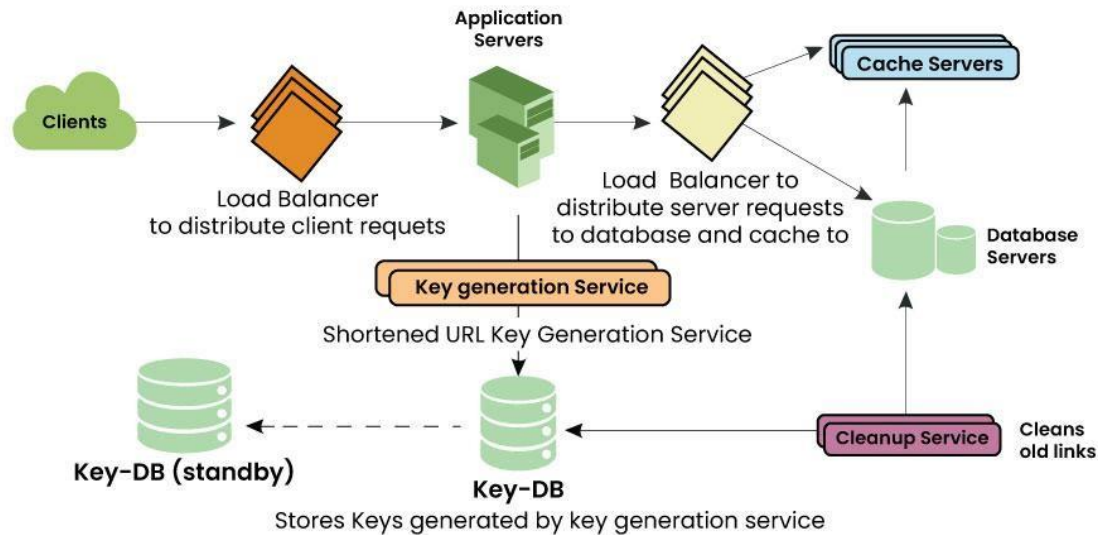 Application
Servers
Cache Servers
Clients
Load Balancer
to distribute client requets
Load Balancer to
distribute server requests
to database and cache to
Database
Servers
Key generation Service
Shortened URL Key Generation Service
Cleanup Service
Cleans
old links
Key-DB (standby)
Key-DB
Stores Keys generated by key generation service